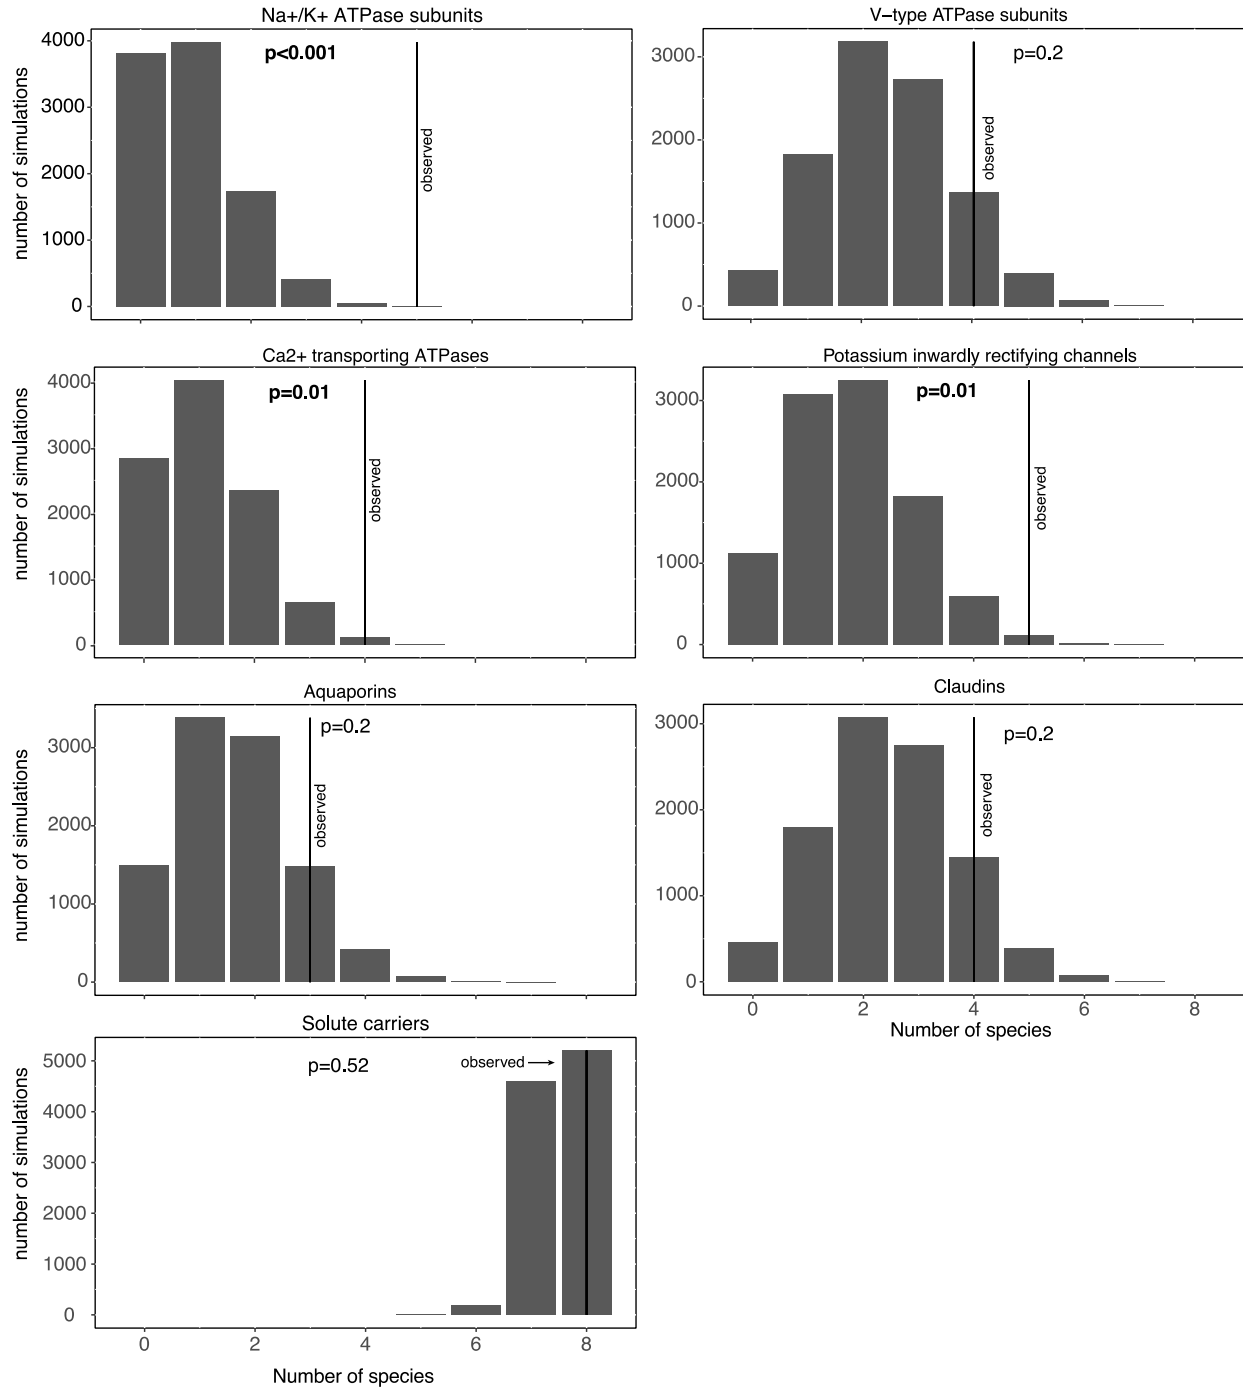 Na+/K+ ATPase subunits
number of simulations
4000
3000
2000
1000
0
p<0.001
observed
V−type ATPase subunits
3000
2000
1000
0
p=0.2
observed
Ca2+ transporting ATPases
number of simulations
4000
3000
2000
1000
0
p=0.01
observed
Potassium inwardly rectifying channels
3000
2000
1000
0
p=0.01
observed
Aquaporins
number of simulations
3000
2000
1000
0
p=0.2
observed
Claudins
3000
2000
1000
0
p=0.2
observed
0 2 4 6 8
Number of species
Solute carriers
number of simulations
5000
4000
3000
2000
1000
0
p=0.52
observed
0 2 4 6 8
Number of species